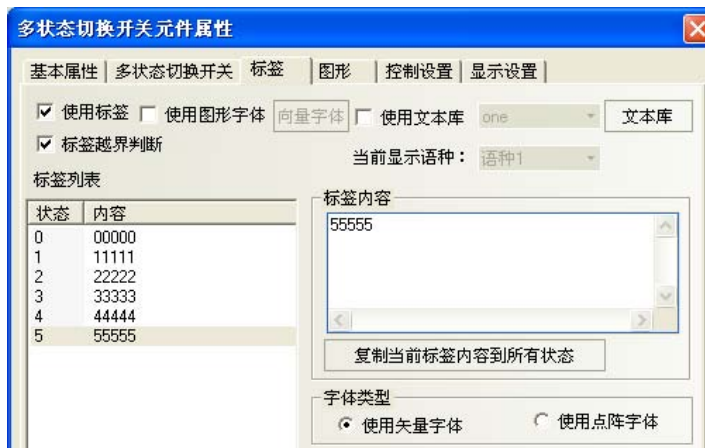 多状态切换开关元件属性
基本属性 多状态切换开关 标签 图形 控制设置 显示设置
使用标签 使用图形字体 向量字体 使用文本库 one 文本库
标签越界判断
当前显示语种： 语种1
标签列表
状态 内容
0 00000
1 11111
2 22222
3 33333
4 44444
5 55555
标签内容
55555
复制当前标签内容到所有状态
字体类型
使用矢量字体 使用点阵字体